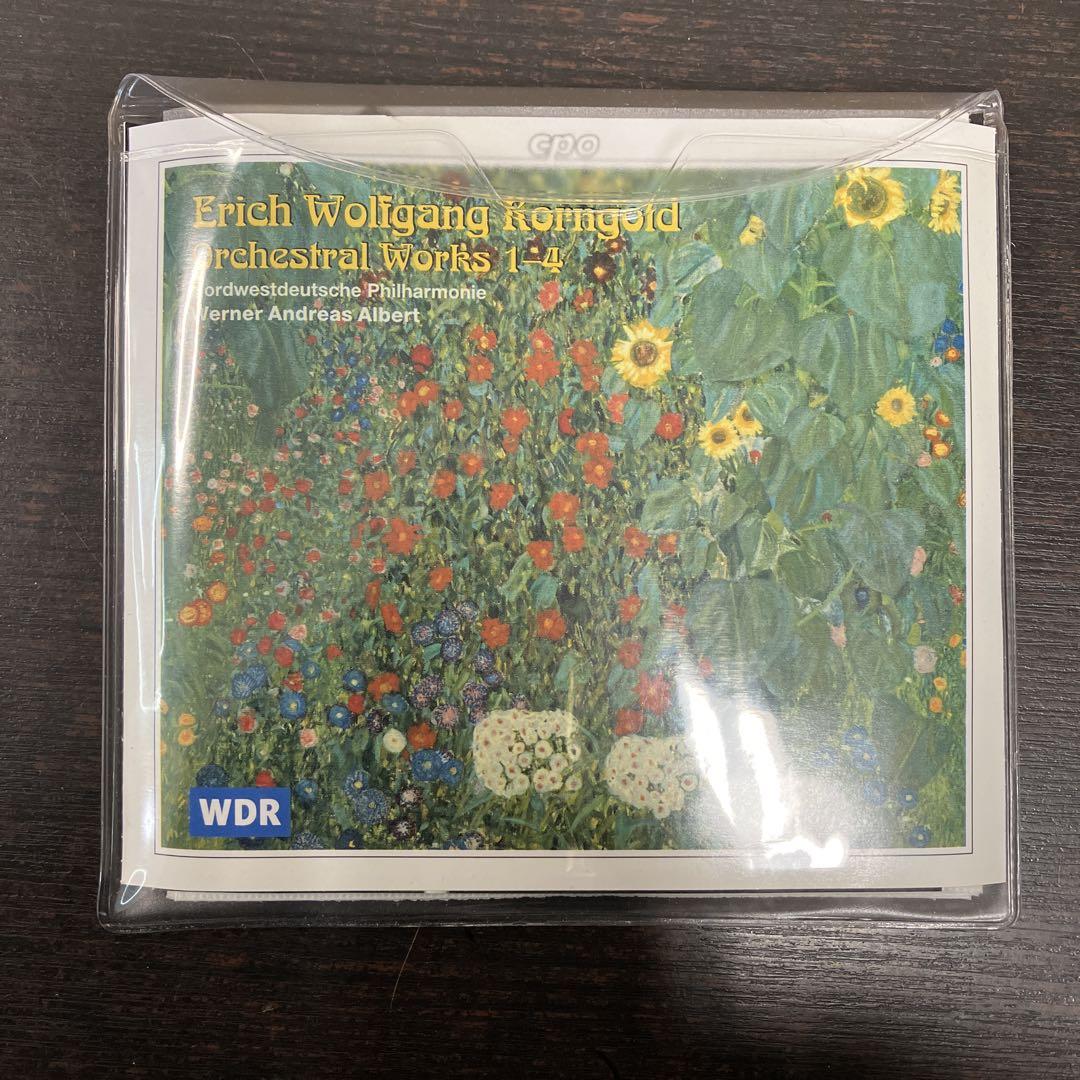 cpo
Erich Wolfgang Korngold
Orchestral Works 1–4
Nordwestdeutsche Philharmonie
Werner Andreas Albert
WDR